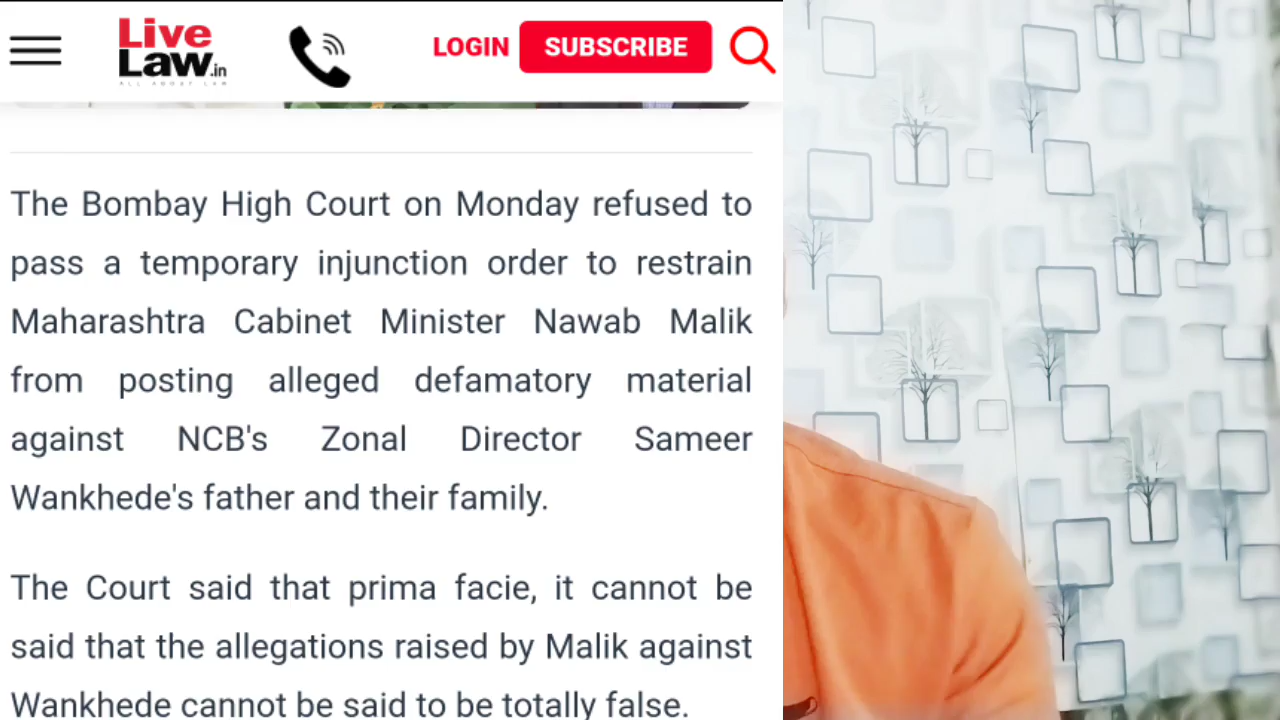 Live
Law.in
ALL ABOUT LAW
LOGIN
SUBSCRIBE
The Bombay High Court on Monday refused to
pass a temporary injunction order to restrain
Maharashtra Cabinet Minister Nawab Malik
from posting alleged defamatory material
against NCB's Zonal Director Sameer
Wankhede's father and their family.
The Court said that prima facie, it cannot be
said that the allegations raised by Malik against
Wankhede cannot be said to be totally false.